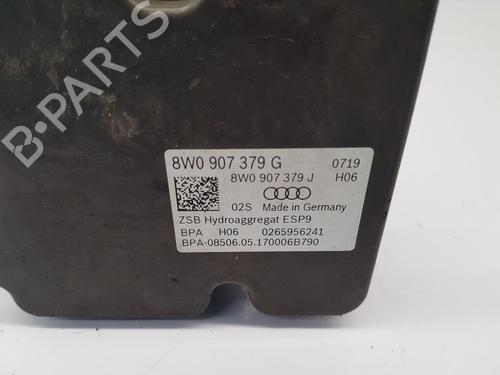 B-PARTS
8W0 907 379 G 0719
8W0 907 379 J H06
02S Made in Germany
ZSB Hydroaggregat ESP9
BPA H06 0265956241
BPA-08506.05.170006B790